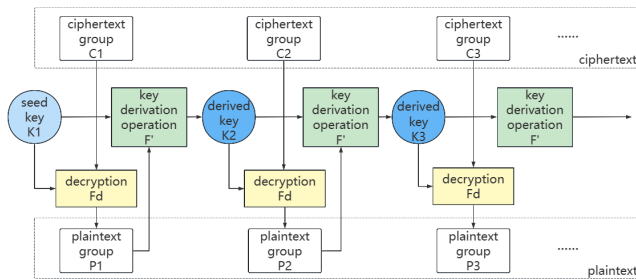 ciphertext
group
C1
ciphertext
group
C2
ciphertext
group
C3
......
ciphertext
seed
key
K1
key
derivation
operation
F'
derived
key
K2
key
derivation
operation
F'
derived
key
K3
key
derivation
operation
F'
decryption
Fd
decryption
Fd
decryption
Fd
plaintext
group
P1
plaintext
group
P2
plaintext
group
P3
......
plaintext